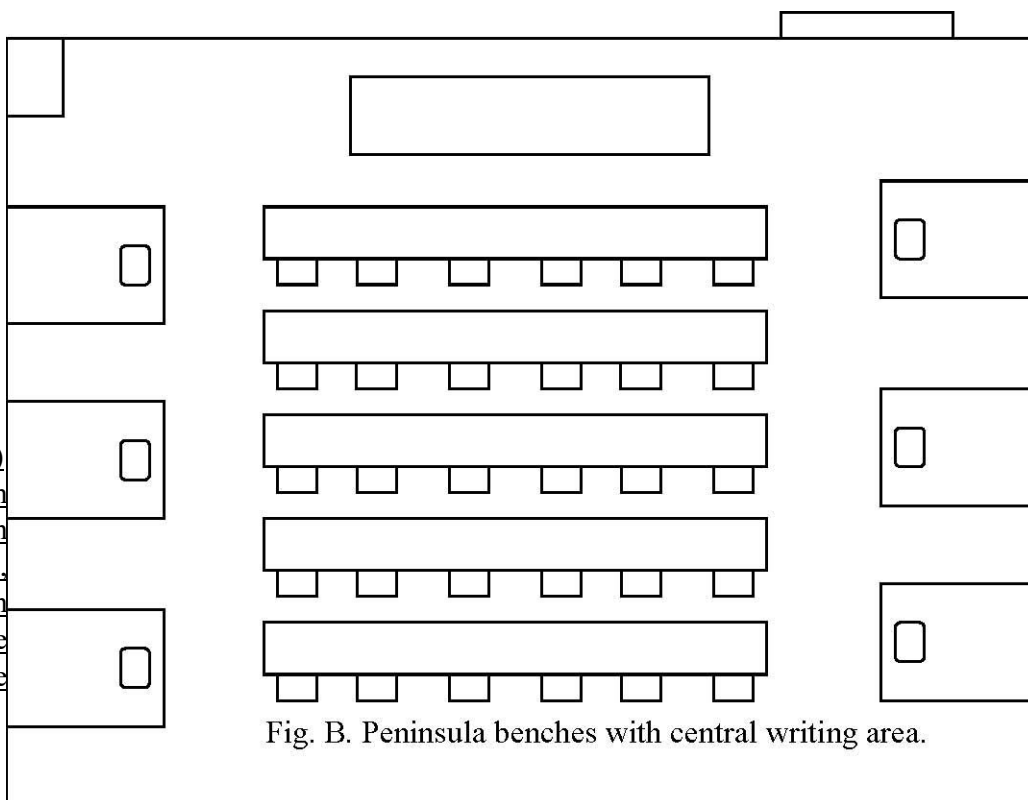 Fig. B. Peninsula benches with central writing area.